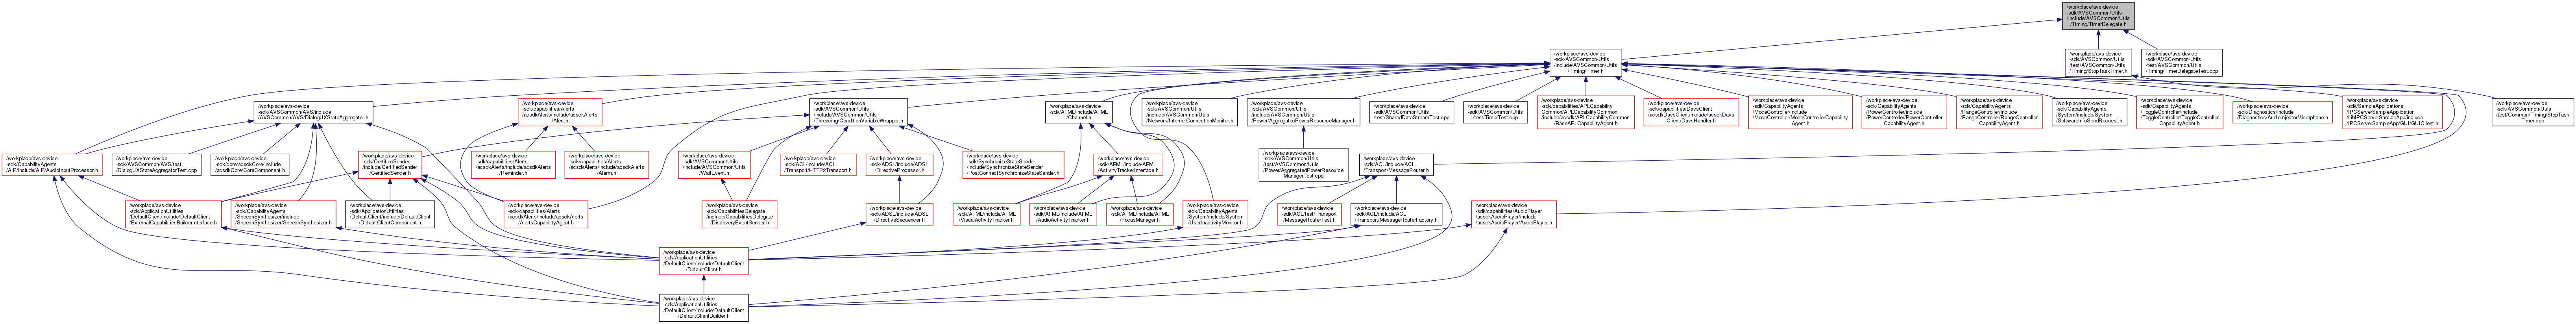 /workplace/avs-device
-sdk/AVSCommon/Utils
/include/AVSCommon/Utils
/Timing/TimerDelegate.h
/workplace/avs-device
-sdk/AVSCommon/Utils
/include/AVSCommon/Utils
/Timing/Timer.h
/workplace/avs-device
-sdk/AVSCommon/Utils
/test/AVSCommon/Utils
/Timing/StopTaskTimer.h
/workplace/avs-device
-sdk/AVSCommon/Utils
/test/AVSCommon/Utils
/Timing/TimerDelegateTest.cpp
/workplace/avs-device
-sdk/AVSCommon/AVS/include
/AVSCommon/AVS/DialogUXStateAggregator.h
/workplace/avs-device
-sdk/capabilities/Alerts
/acsdkAlerts/include/acsdkAlerts
/Alert.h
/workplace/avs-device
-sdk/AVSCommon/Utils
/include/AVSCommon/Utils
/Threading/ConditionVariableWrapper.h
/workplace/avs-device
-sdk/AFML/include/AFML
/Channel.h
/workplace/avs-device
-sdk/AVSCommon/Utils
/include/AVSCommon/Utils
/Network/InternetConnectionMonitor.h
/workplace/avs-device
-sdk/AVSCommon/Utils
/include/AVSCommon/Utils
/Power/AggregatedPowerResourceManager.h
/workplace/avs-device
-sdk/AVSCommon/Utils
/test/SharedDataStreamTest.cpp
/workplace/avs-device
-sdk/AVSCommon/Utils
/test/TimerTest.cpp
/workplace/avs-device
-sdk/capabilities/APLCapability
Common/APLCapabilityCommon
/include/acsdk/APLCapabilityCommon
/BaseAPLCapabilityAgent.h
/workplace/avs-device
-sdk/capabilities/DavsClient
/acsdkDavsClient/include/acsdkDavs
Client/DavsHandler.h
/workplace/avs-device
-sdk/CapabilityAgents
/ModeController/include
/ModeController/ModeControllerCapability
Agent.h
/workplace/avs-device
-sdk/CapabilityAgents
/PowerController/include
/PowerController/PowerController
CapabilityAgent.h
/workplace/avs-device
-sdk/CapabilityAgents
/RangeController/include
/RangeController/RangeController
CapabilityAgent.h
/workplace/avs-device
-sdk/CapabilityAgents
/System/include/System
/SoftwareInfoSendRequest.h
/workplace/avs-device
-sdk/CapabilityAgents
/ToggleController/include
/ToggleController/ToggleController
CapabilityAgent.h
/workplace/avs-device
-sdk/Diagnostics/include
/Diagnostics/AudioInjectorMicrophone.h
/workplace/avs-device
-sdk/SampleApplications
/IPCServerSampleApplication
/LibIPCServerSampleApp/include
/IPCServerSampleApp/GUI/GUIClient.h
/workplace/avs-device
-sdk/AVSCommon/Utils
/test/Common/Timing/StopTask
Timer.cpp
/workplace/avs-device
-sdk/CapabilityAgents
/AIP/include/AIP/AudioInputProcessor.h
/workplace/avs-device
-sdk/AVSCommon/AVS/test
/DialogUXStateAggregatorTest.cpp
/workplace/avs-device
-sdk/core/acsdkCore/include
/acsdkCore/CoreComponent.h
/workplace/avs-device
-sdk/CertifiedSender
/include/CertifiedSender
/CertifiedSender.h
/workplace/avs-device
-sdk/capabilities/Alerts
/acsdkAlerts/include/acsdkAlerts
/Reminder.h
/workplace/avs-device
-sdk/capabilities/Alerts
/acsdkAlerts/include/acsdkAlerts
/Alarm.h
/workplace/avs-device
-sdk/AVSCommon/Utils
/include/AVSCommon/Utils
/WaitEvent.h
/workplace/avs-device
-sdk/ACL/include/ACL
/Transport/HTTP2Transport.h
/workplace/avs-device
-sdk/ADSL/include/ADSL
/DirectiveProcessor.h
/workplace/avs-device
-sdk/SynchronizeStateSender
/include/SynchronizeStateSender
/PostConnectSynchronizeStateSender.h
/workplace/avs-device
-sdk/AFML/include/AFML
/ActivityTrackerInterface.h
/workplace/avs-device
-sdk/AVSCommon/Utils
/test/AVSCommon/Utils
/Power/AggregatedPowerResource
ManagerTest.cpp
/workplace/avs-device
-sdk/ACL/include/ACL
/Transport/MessageRouter.h
/workplace/avs-device
-sdk/ApplicationUtilities
/DefaultClient/include/DefaultClient
/ExternalCapabilitiesBuilderInterface.h
/workplace/avs-device
-sdk/CapabilityAgents
/SpeechSynthesizer/include
/SpeechSynthesizer/SpeechSynthesizer.h
/workplace/avs-device
-sdk/ApplicationUtilities
/DefaultClient/include/DefaultClient
/DefaultClientComponent.h
/workplace/avs-device
-sdk/capabilities/Alerts
/acsdkAlerts/include/acsdkAlerts
/AlertsCapabilityAgent.h
/workplace/avs-device
-sdk/CapabilitiesDelegate
/include/CapabilitiesDelegate
/DiscoveryEventSender.h
/workplace/avs-device
-sdk/ADSL/include/ADSL
/DirectiveSequencer.h
/workplace/avs-device
-sdk/AFML/include/AFML
/VisualActivityTracker.h
/workplace/avs-device
-sdk/AFML/include/AFML
/AudioActivityTracker.h
/workplace/avs-device
-sdk/AFML/include/AFML
/FocusManager.h
/workplace/avs-device
-sdk/CapabilityAgents
/System/include/System
/UserInactivityMonitor.h
/workplace/avs-device
-sdk/ACL/test/Transport
/MessageRouterTest.h
/workplace/avs-device
-sdk/ACL/include/ACL
/Transport/MessageRouterFactory.h
/workplace/avs-device
-sdk/capabilities/AudioPlayer
/acsdkAudioPlayer/include
/acsdkAudioPlayer/AudioPlayer.h
/workplace/avs-device
-sdk/ApplicationUtilities
/DefaultClient/include/DefaultClient
/DefaultClient.h
/workplace/avs-device
-sdk/ApplicationUtilities
/DefaultClient/include/DefaultClient
/DefaultClientBuilder.h